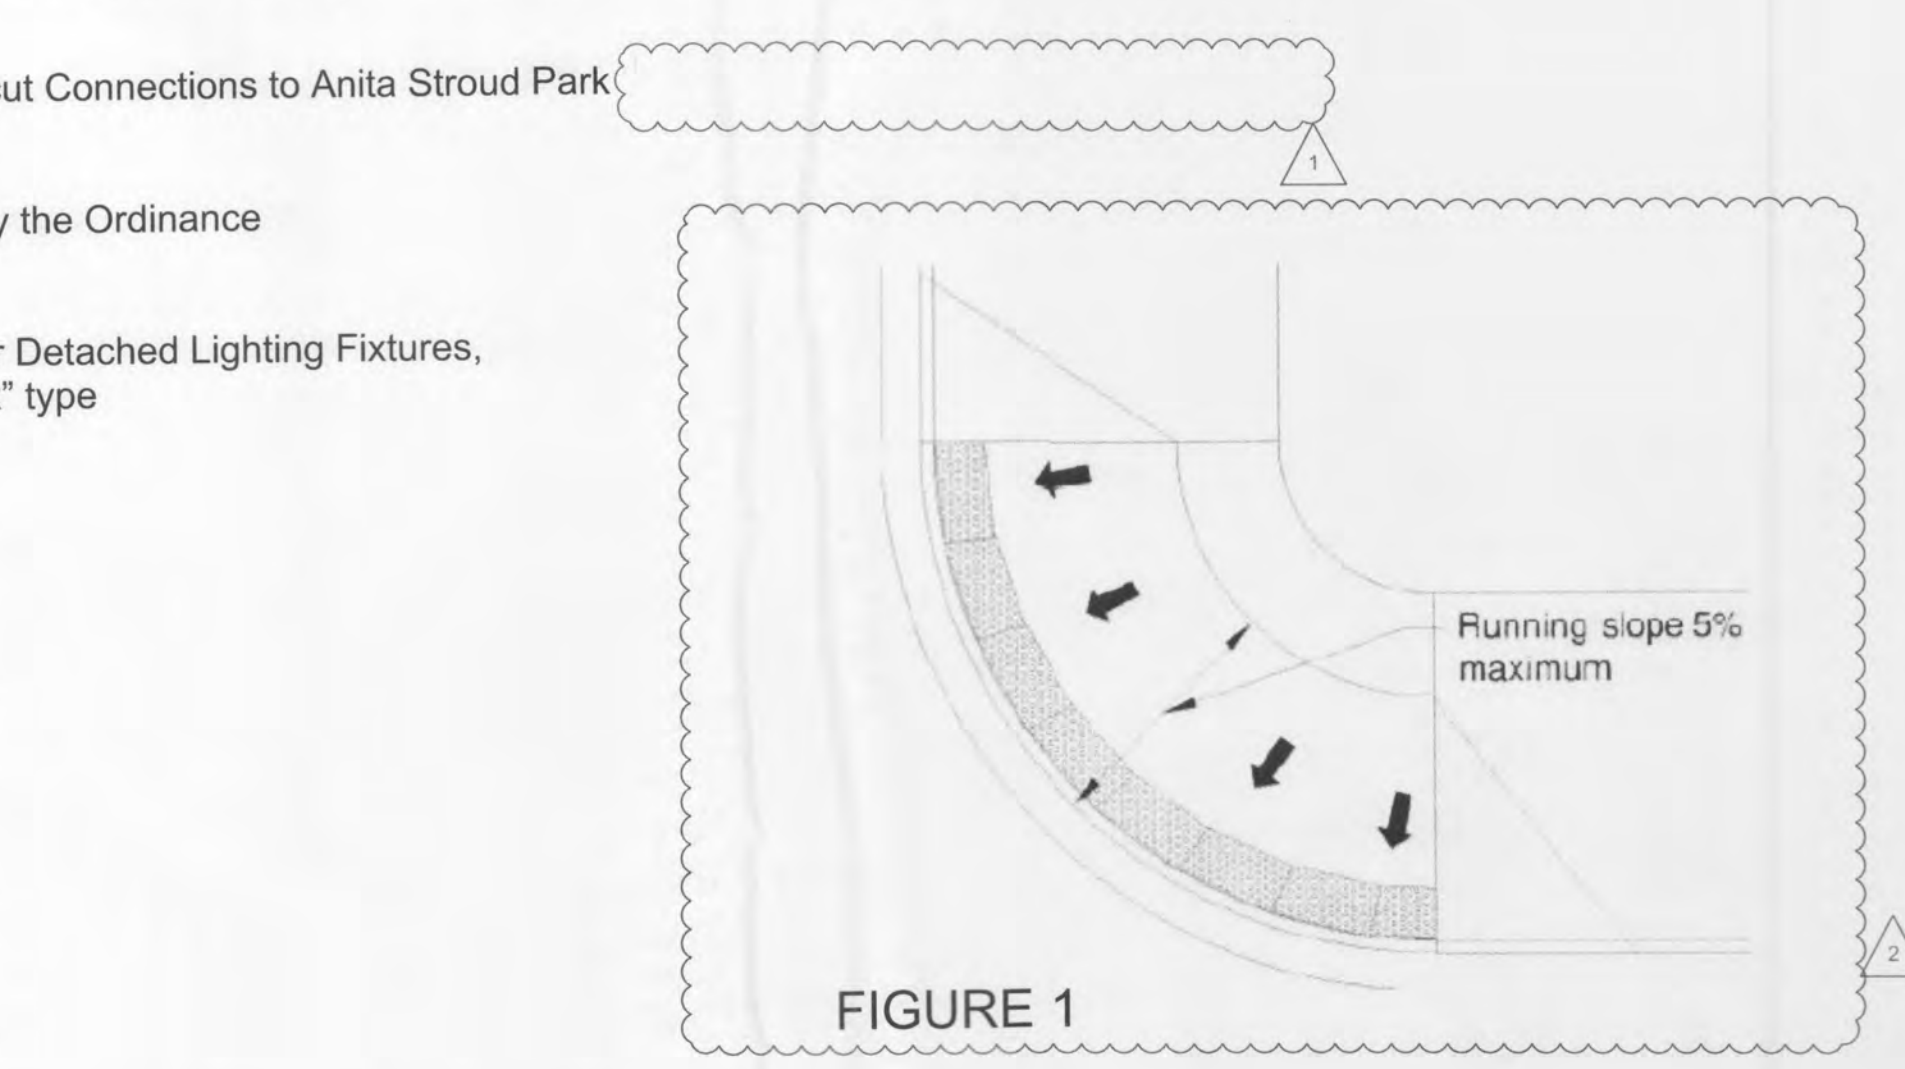 cut Connections to Anita Stroud Park
1
y the Ordinance
r Detached Lighting Fixtures,
” type
Running slope 5%
maximum
2
FIGURE 1